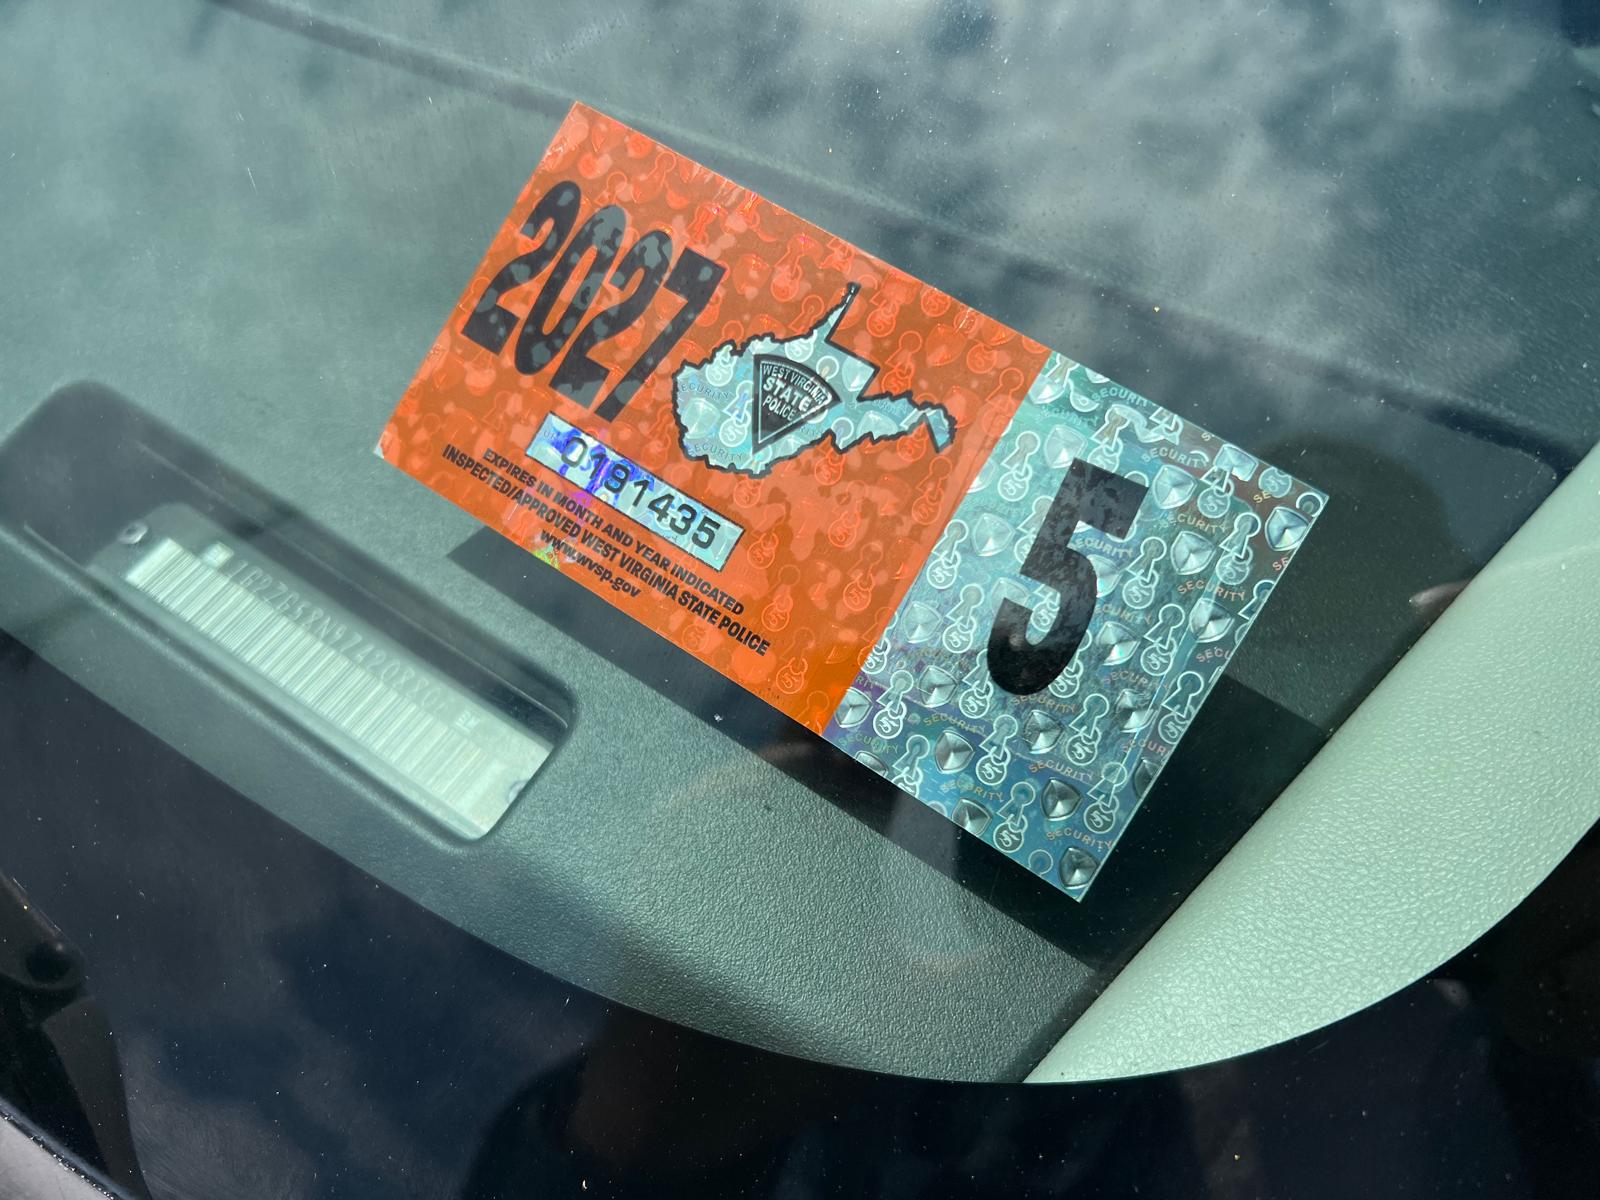 2027
WEST VIRGINIA
STATE
POLICE
0191435
EXPIRES IN MONTH AND YEAR INDICATED
INSPECTED/APPROVED WEST VIRGINIA STATE POLICE
www.wvsp.gov
5
SECURITY